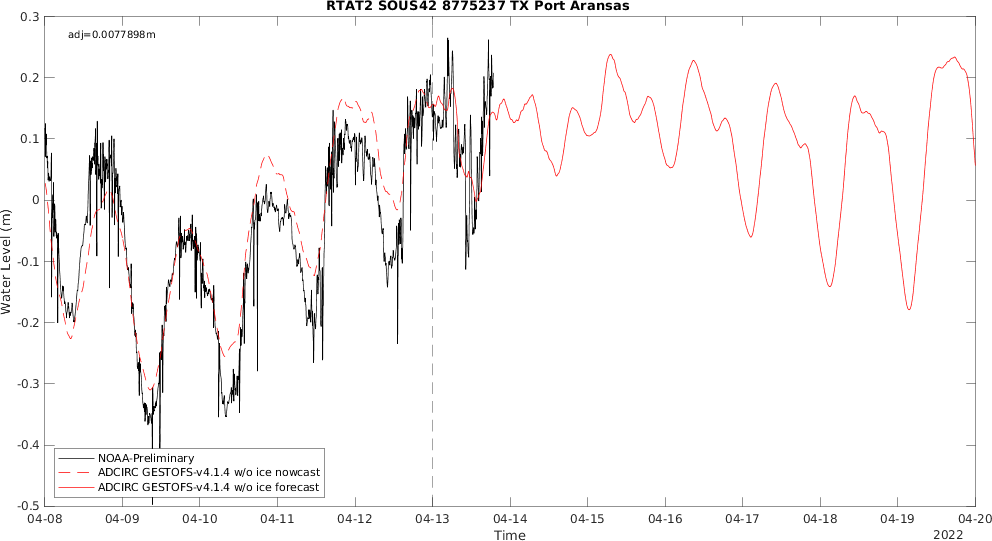 RTAT2 SOUS42 8775237 TX Port Aransas
adj=0.0077898m
0.3
0.2
0.1
0
-0.1
-0.2
-0.3
-0.4
-0.5
Water Level (m)
NOAA-Preliminary
ADCIRC GESTOFS-v4.1.4 w/o ice nowcast
ADCIRC GESTOFS-v4.1.4 w/o ice forecast
04-08 04-09 04-10 04-11 04-12 04-13 04-14 04-15 04-16 04-17 04-18 04-19 04-20
Time
2022